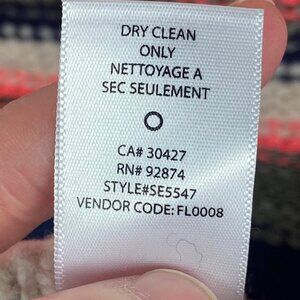 DRY CLEAN
ONLY
NETTOYAGE A
SEC SEULEMENT
CA# 30427
RN# 92874
STYLE#SE5547
VENDOR CODE: FL0008